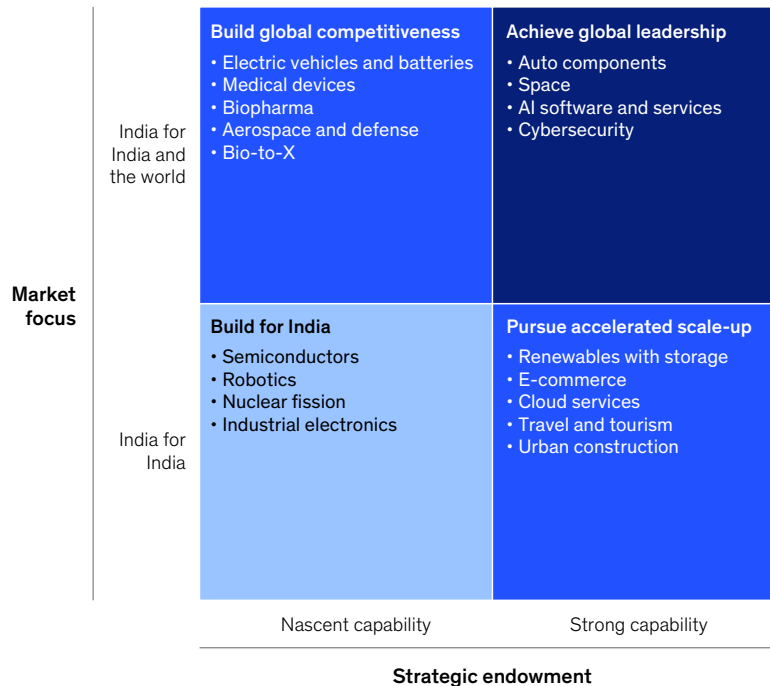 Build global competitiveness
• Electric vehicles and batteries
• Medical devices
• Biopharma
• Aerospace and defense
• Bio-to-X
Achieve global leadership
• Auto components
• Space
• AI software and services
• Cybersecurity
India for
India and
the world
Market
focus
Build for India
• Semiconductors
• Robotics
• Nuclear fission
• Industrial electronics
Pursue accelerated scale-up
• Renewables with storage
• E-commerce
• Cloud services
• Travel and tourism
• Urban construction
India for
India
Nascent capability
Strong capability
Strategic endowment